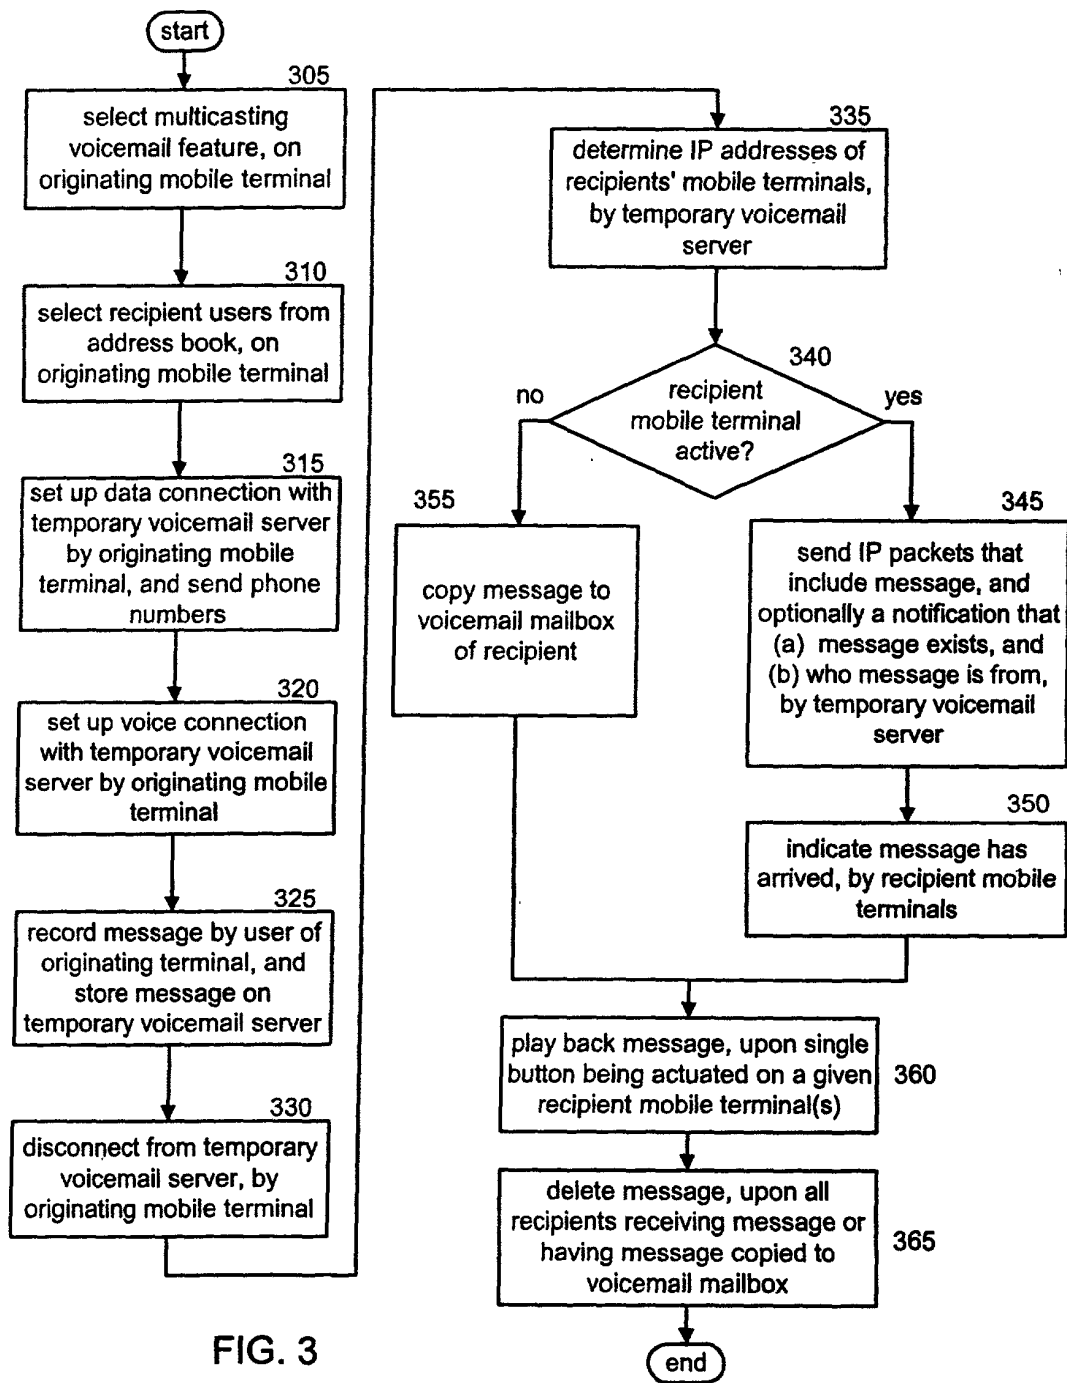 start
305
select multicasting
voicemail feature, on
originating mobile terminal
310
select recipient users from
address book, on
originating mobile terminal
315
set up data connection with
temporary voicemail server
by originating mobile
terminal, and send phone
numbers
320
set up voice connection
with temporary voicemail
server by originating mobile
terminal
325
record message by user of
originating terminal, and
store message on
temporary voicemail server
330
disconnect from temporary
voicemail server, by
originating mobile terminal
335
determine IP addresses of
recipients' mobile terminals,
by temporary voicemail
server
340
recipient
mobile terminal
active?
no
yes
355
copy message to
voicemail mailbox
of recipient
345
send IP packets that
include message, and
optionally a notification that
(a) message exists, and
(b) who message is from,
by temporary voicemail
server
350
indicate message has
arrived, by recipient mobile
terminals
play back message, upon single
button being actuated on a given
recipient mobile terminal(s)
360
delete message, upon all
recipients receiving message or
having message copied to
voicemail mailbox
365
end
FIG. 3